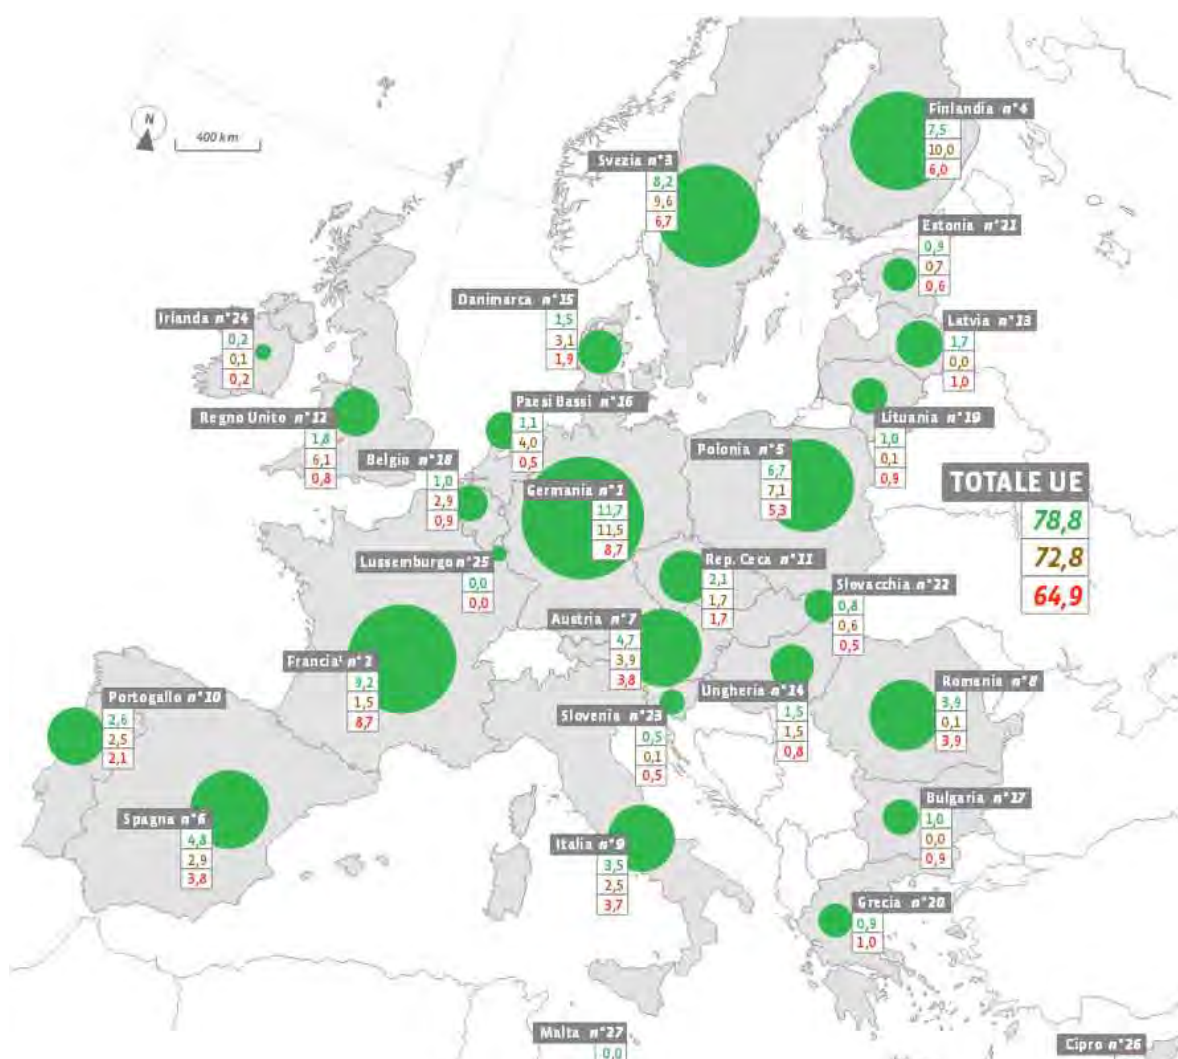 N
400 km
Finlandia n°4
7,5
10,0
6,0
Svezia n°3
8,2
9,6
6,7
Estonia n°21
0,9
0,7
0,6
Danimarca n°15
1,5
3,1
1,9
Irlanda n°24
0,2
0,1
0,2
Latvia n°13
1,7
0,0
1,0
Paesi Bassi n°16
1,1
4,0
0,5
Regno Unito n°12
1,8
6,1
0,8
Lituania n°19
1,0
0,1
0,9
Belgio n°18
1,0
2,9
0,9
Polonia n°5
6,7
7,1
5,3
TOTALE UE
78,8
72,8
64,9
Germania n°1
11,7
11,5
8,7
Lussemburgo n°25
0,0
0,0
Rep. Ceca n°11
2,1
1,7
1,7
Slovacchia n°22
0,8
0,6
0,5
Austria n°7
4,7
3,9
3,8
Francia¹ n°2
9,2
1,5
8,7
Ungheria n°14
1,5
1,5
0,8
Romania n°8
3,9
0,1
3,9
Portogallo n°10
2,6
2,5
2,1
Slovenia n°23
0,5
0,1
0,5
Bulgaria n°17
1,0
0,0
0,9
Spagna n°6
4,8
2,9
3,8
Italia n°9
3,5
2,5
3,7
Grecia n°20
0,9
1,0
Malta n°27
0,0
Cipro n°26